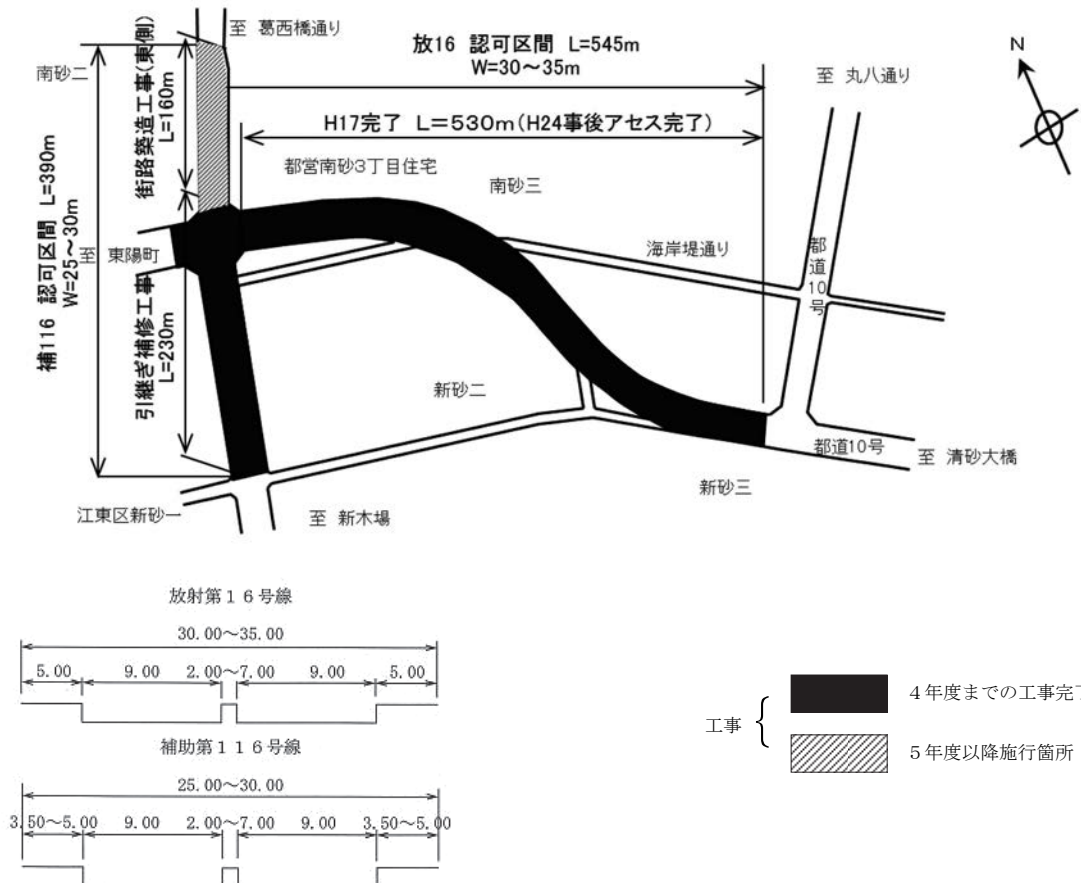 至 葛西橋通り
放16 認可区間 L=545m
W=30～35m
N
南砂二
至 丸八通り
H17完了 L=530m(H24事後アセス完了)
都営南砂3丁目住宅
南砂三
街路築造工事(東側)
L=160m
補116 認可区間 L=390m
W=25～30m
至 東陽町
海岸堤通り
都道10号
引継ぎ補修工事
L=230m
新砂二
都道10号
至 清砂大橋
新砂三
江東区新砂一
至 新木場
放射第１６号線
30.00～35.00
5.00 9.00 2.00～7.00 9.00 5.00
補助第１１６号線
25.00～30.00
3.50～5.00 9.00 2.00～7.00 9.00 3.50～5.00
工事
４年度までの工事完
５年度以降施行箇所